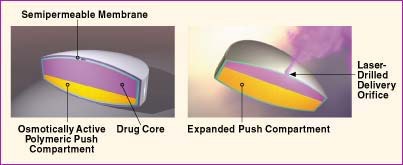 Semipermeable Membrane
Osmotically Active
Polymeric Push
Compartment
Drug Core
Expanded Push Compartment
Laser-
Drilled
Delivery
Orifice